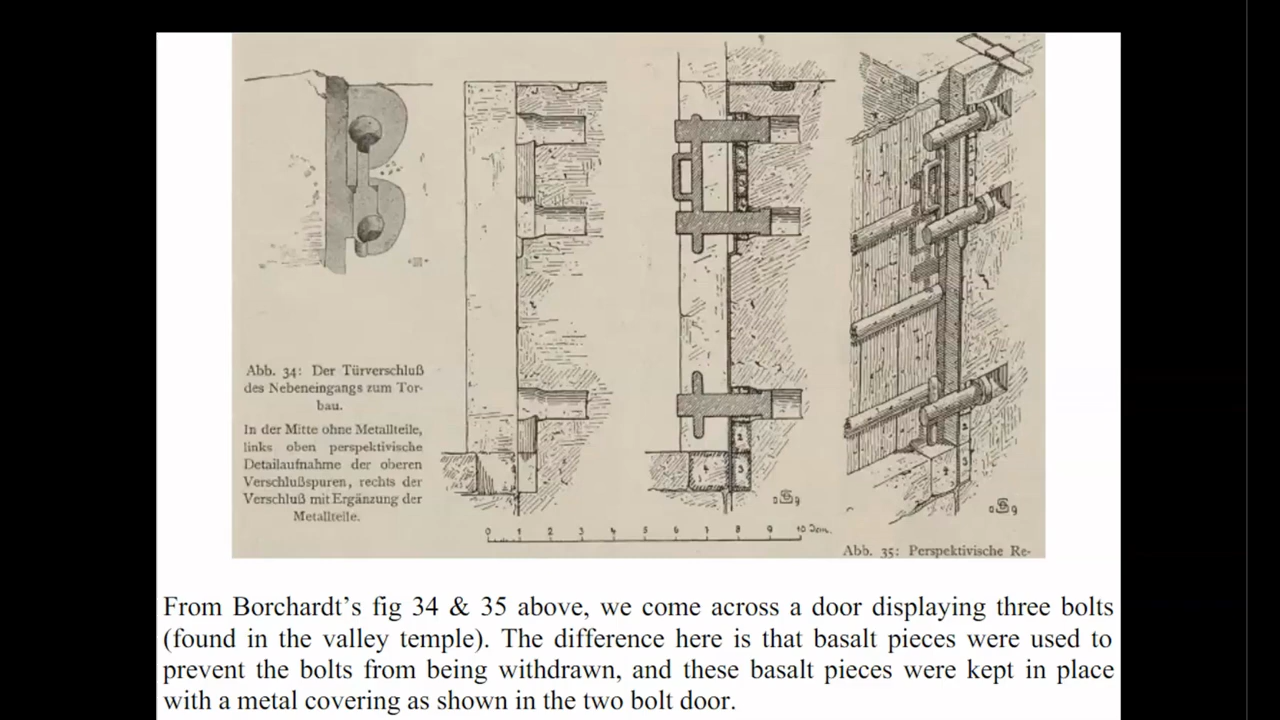 Abb. 34: Der Türverschluß
des Nebeneingangs zum Tor-
bau.
In der Mitte ohne Metallteile,
links oben perspektivische
Detailaufnahme der oberen
Verschlußspuren, rechts der
Verschluß mit Ergänzung der
Metallteile.
0 1 2 3 4 5 6 7 8 9 10
Abb. 35: Perspektivische Re-
From Borchardt’s fig 34 & 35 above, we come across a door displaying three bolts
(found in the valley temple). The difference here is that basalt pieces were used to
prevent the bolts from being withdrawn, and these basalt pieces were kept in place
with a metal covering as shown in the two bolt door.